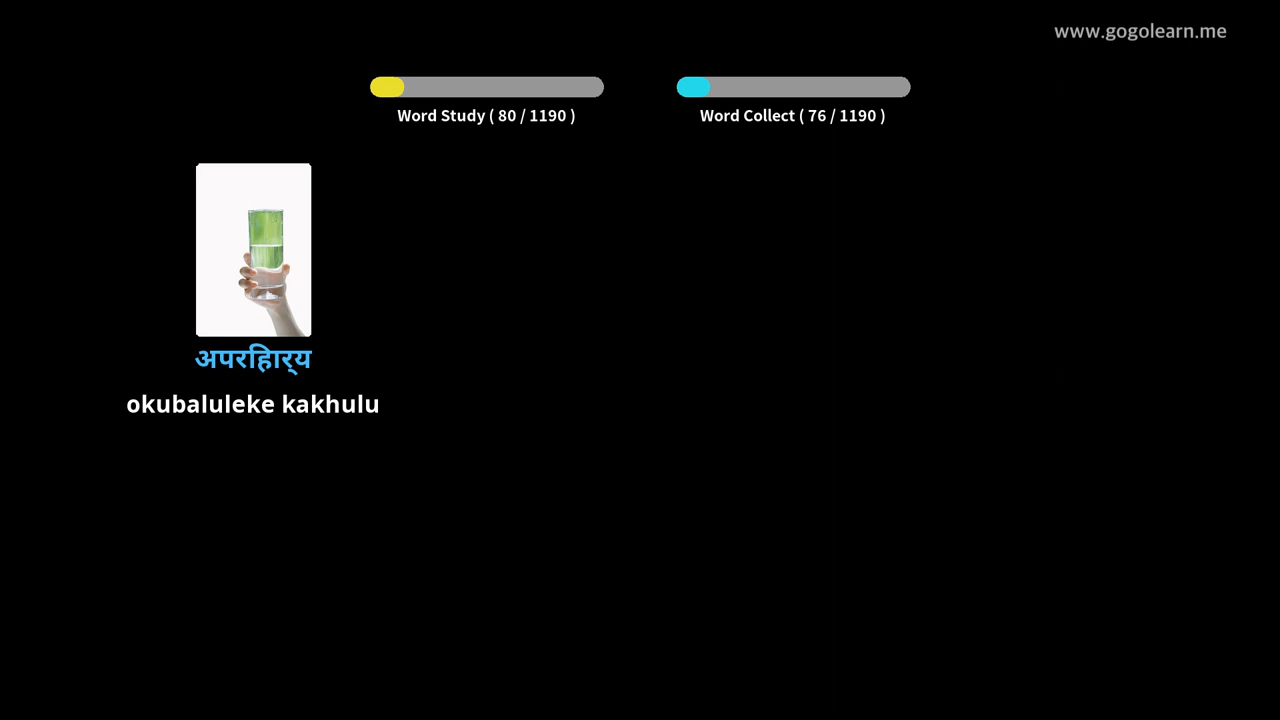 www.gogolearn.me
Word Study ( 80 / 1190 )
Word Collect ( 76 / 1190 )
अपरिहार्य
okubaluleke kakhulu